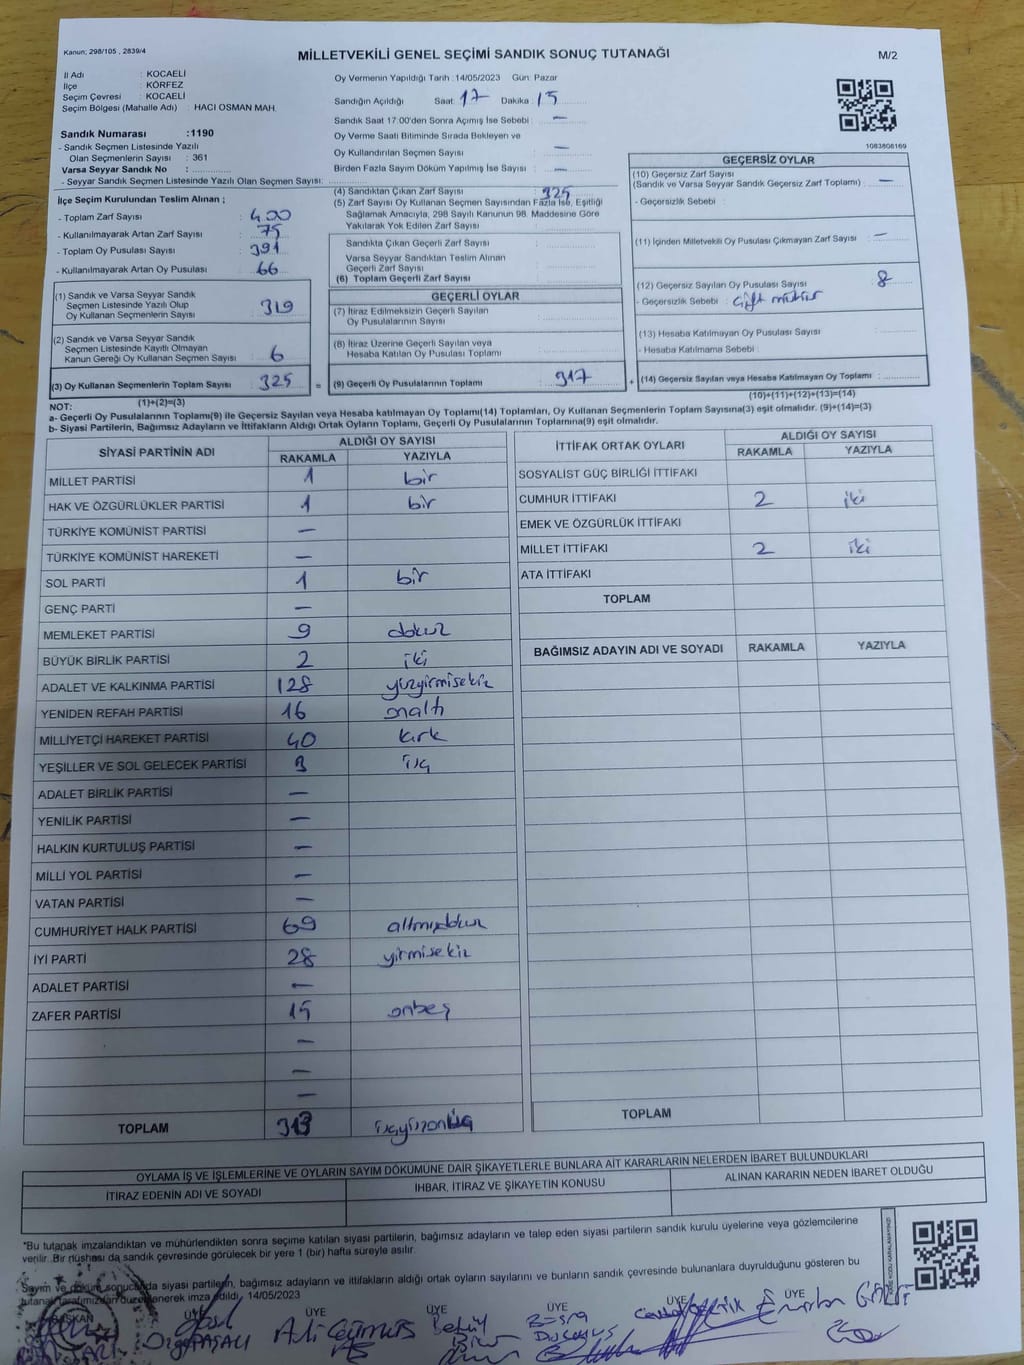 Kanun; 298/105 , 2839/4
MİLLETVEKİLİ GENEL SEÇİMİ SANDIK SONUÇ TUTANAĞI
M/2
İl Adı : KOCAELİ
İlçe : KÖRFEZ
Seçim Çevresi : KOCAELİ
Seçim Bölgesi (Mahalle Adı) : HACI OSMAN MAH.
Sandık Numarası :1190
- Sandık Seçmen Listesinde Yazılı
Olan Seçmenlerin Sayısı : 361
Varsa Seyyar Sandık No :
- Seyyar Sandık Seçmen Listesinde Yazılı Olan Seçmen Sayısı:
İlçe Seçim Kurulundan Teslim Alınan ;
- Toplam Zarf Sayısı : 400
- Kullanılmayarak Artan Zarf Sayısı : 75
- Toplam Oy Pusulası : 391
- Kullanılmayarak Artan Oy Pusulası : 66
(1) Sandık ve Varsa Seyyar Sandık
Seçmen Listesinde Yazılı Olup
Oy Kullanan Seçmenlerin Sayısı : 319
(2) Sandık ve Varsa Seyyar Sandık
Seçmen Listesinde Kayıtlı Olmayan
Kanun Gereği Oy Kullanan Seçmen Sayısı : 6
(3) Oy Kullanan Seçmenlerin Toplam Sayısı : 325
(1)+(2)=(3)
Oy Vermenin Yapıldığı Tarih :14/05/2023 Gün: Pazar
Sandığın Açıldığı Saat: 17 Dakika: 15
Sandık Saat 17:00'den Sonra Açımış İse Sebebi : —
Oy Verme Saati Bitiminde Sırada Bekleyen ve
Oy Kullandırılan Seçmen Sayısı : —
Birden Fazla Sayım Döküm Yapılmış İse Sayısı : —
(4) Sandıktan Çıkan Zarf Sayısı : 325
(5) Zarf Sayısı Oy Kullanan Seçmen Sayısından Fazla İse, Eşitliği
Sağlamak Amacıyla, 298 Sayılı Kanunun 98. Maddesine Göre
Yakılarak Yok Edilen Zarf Sayısı :
Sandıkta Çıkan Geçerli Zarf Sayısı :
Varsa Seyyar Sandıktan Teslim Alınan
Geçerli Zarf Sayısı :
(6) Toplam Geçerli Zarf Sayısı :
GEÇERLİ OYLAR
(7) İtiraz Edilmeksizin Geçerli Sayılan
Oy Pusulalarının Sayısı :
(8) İtiraz Üzerine Geçerli Sayılan veya
Hesaba Katılan Oy Pusulası Toplamı :
= (9) Geçerli Oy Pusulalarının Toplamı : 317
1083808169
GEÇERSİZ OYLAR
(10) Geçersiz Zarf Sayısı
(Sandık ve Varsa Seyyar Sandık Geçersiz Zarf Toplamı) : —
- Geçersizlik Sebebi :
(11) İçinden Milletvekili Oy Pusulası Çıkmayan Zarf Sayısı : —
(12) Geçersiz Sayılan Oy Pusulası Sayısı : 8
- Geçersizlik Sebebi : çift mühür
(13) Hesaba Katılmayan Oy Pusulası Sayısı :
- Hesaba Katılmama Sebebi :
+ (14) Geçersiz Sayılan veya Hesaba Katılmayan Oy Toplamı :
(10)+(11)+(12)+(13)=(14)
NOT:
a- Geçerli Oy Pusulalarının Toplamı(9) ile Geçersiz Sayılan veya Hesaba katılmayan Oy Toplamı(14) Toplamları, Oy Kullanan Seçmenlerin Toplam Sayısına(3) eşit olmalıdır. (9)+(14)=(3)
b- Siyasi Partilerin, Bağımsız Adayların ve İttifakların Aldığı Ortak Oyların Toplamı, Geçerli Oy Pusulalarının Toplamına(9) eşit olmalıdır.
SİYASİ PARTİNİN ADI
ALDIĞI OY SAYISI
RAKAMLA YAZIYLA
MİLLET PARTİSİ 1 bir
HAK VE ÖZGÜRLÜKLER PARTİSİ 1 bir
TÜRKİYE KOMÜNİST PARTİSİ —
TÜRKİYE KOMÜNİST HAREKETİ —
SOL PARTİ 1 bir
GENÇ PARTİ —
MEMLEKET PARTİSİ 9 dokuz
BÜYÜK BİRLİK PARTİSİ 2 iki
ADALET VE KALKINMA PARTİSİ 128 yüzyirmisekiz
YENİDEN REFAH PARTİSİ 16 onaltı
MİLLİYETÇİ HAREKET PARTİSİ 40 kırk
YEŞİLLER VE SOL GELECEK PARTİSİ 3 üç
ADALET BİRLİK PARTİSİ —
YENİLİK PARTİSİ —
HALKIN KURTULUŞ PARTİSİ —
MİLLİ YOL PARTİSİ —
VATAN PARTİSİ —
CUMHURİYET HALK PARTİSİ 69 altmışdokuz
İYİ PARTİ 28 yirmisekiz
ADALET PARTİSİ —
ZAFER PARTİSİ 15 onbeş
—
—
—
TOPLAM 313 üçyüzonüç
İTTİFAK ORTAK OYLARI
ALDIĞI OY SAYISI
RAKAMLA YAZIYLA
SOSYALİST GÜÇ BİRLİĞİ İTTİFAKI
CUMHUR İTTİFAKI 2 iki
EMEK VE ÖZGÜRLÜK İTTİFAKI
MİLLET İTTİFAKI 2 iki
ATA İTTİFAKI
TOPLAM
BAĞIMSIZ ADAYIN ADI VE SOYADI RAKAMLA YAZIYLA
TOPLAM
OYLAMA İŞ VE İŞLEMLERİNE VE OYLARIN SAYIM DÖKÜMÜNE DAİR ŞİKAYETLERLE BUNLARA AİT KARARLARIN NELERDEN İBARET BULUNDUKLARI
İTİRAZ EDENİN ADI VE SOYADI
İHBAR, İTİRAZ VE ŞİKAYETİN KONUSU
ALINAN KARARIN NEDEN İBARET OLDUĞU
"Bu tutanak imzalandıktan ve mühürlendikten sonra seçime katılan siyasi partilerin, bağımsız adayların ve talep eden siyasi partilerin sandık kurulu üyelerine veya gözlemcilerine
verilir. Bir nüshası da sandık çevresinde görülecek bir yere 1 (bir) hafta süreyle asılır.
Sayım ve döküm sonucunda siyasi partilerin, bağımsız adayların ve ittifakların aldığı ortak oyların sayılarını ve bunların sandık çevresinde bulunanlara duyurulduğunu gösteren bu
tutanak tarafımızdan düzenlenerek imza edildi. 14/05/2023
BAŞKAN ÜYE ÜYE ÜYE ÜYE ÜYE ÜYE
Ali Gümüş
Büşra